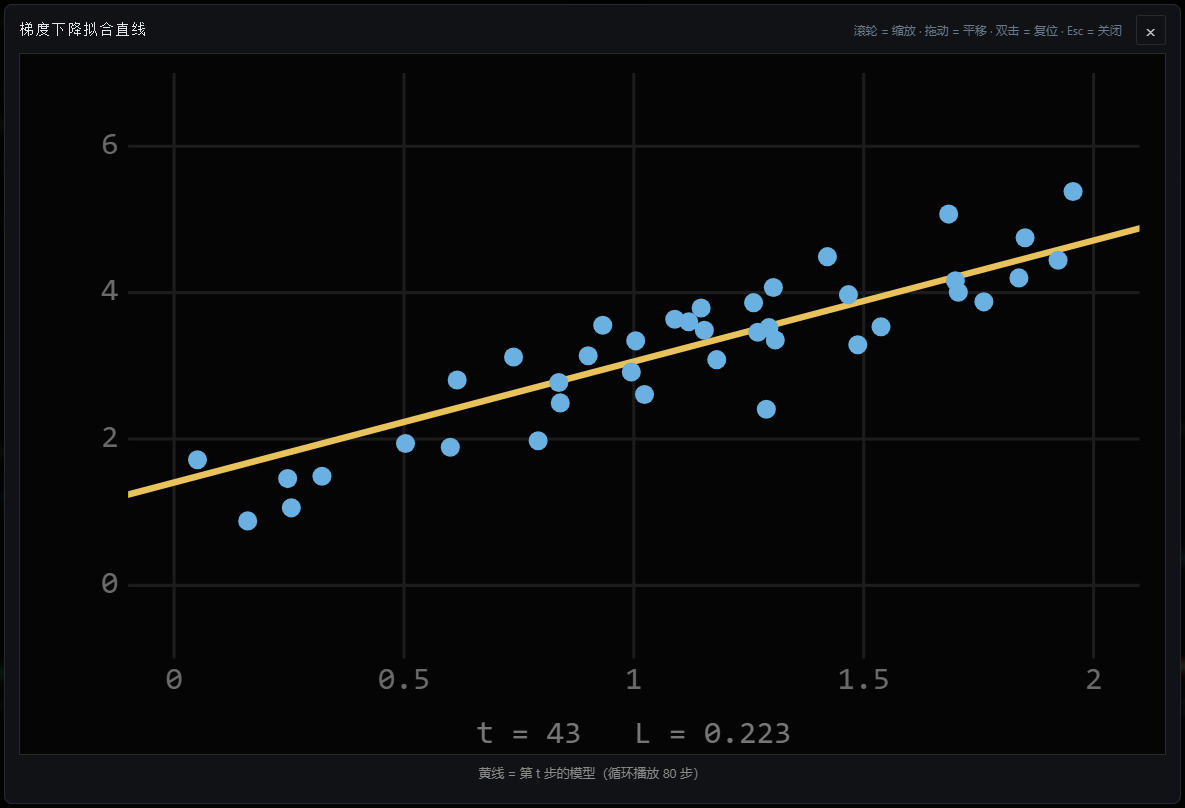 梯度下降拟合直线
滚轮 = 缩放 · 拖动 = 平移 · 双击 = 复位 · Esc = 关闭
×
6
4
2
0
0 0.5 1 1.5 2
t = 43 L = 0.223
黄线 = 第 t 步的模型（循环播放 80 步）